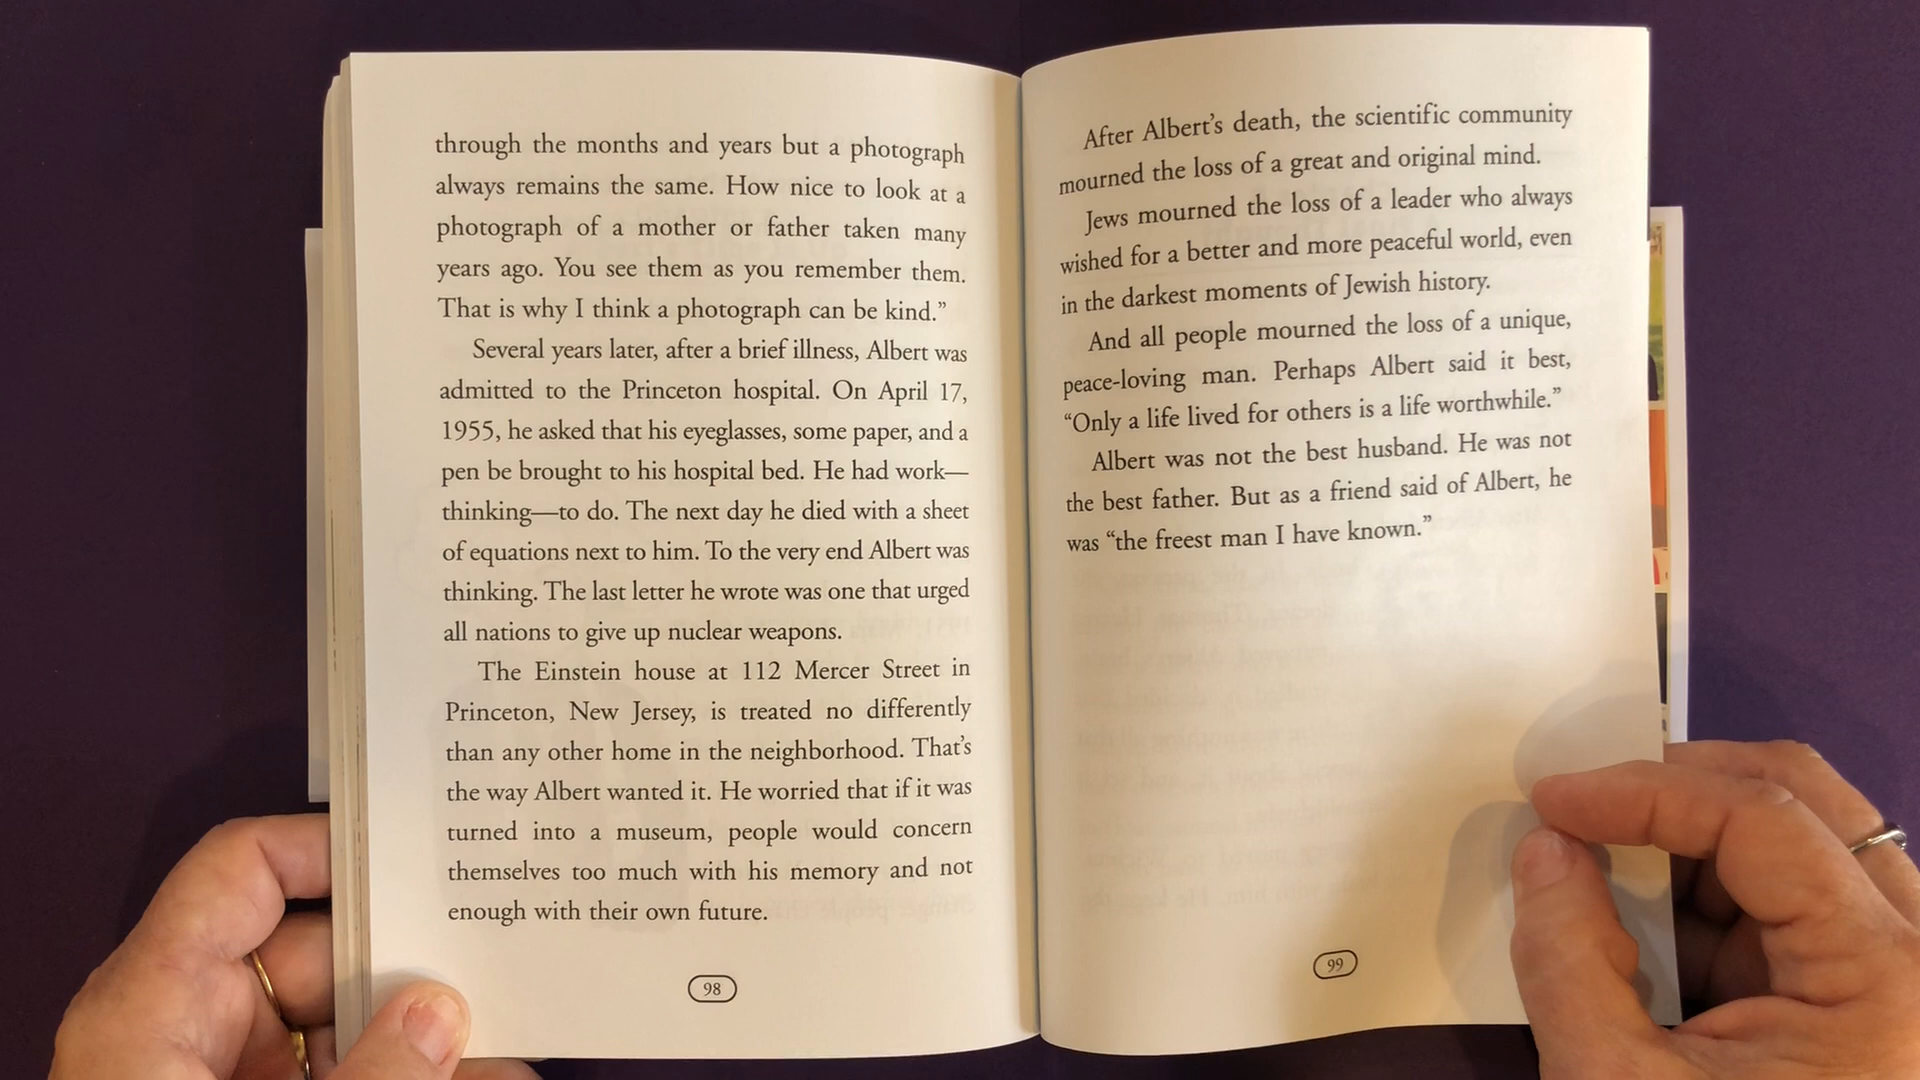 through the months and years but a photograph
always remains the same. How nice to look at a
photograph of a mother or father taken many
years ago. You see them as you remember them.
That is why I think a photograph can be kind.”
Several years later, after a brief illness, Albert was
admitted to the Princeton hospital. On April 17,
1955, he asked that his eyeglasses, some paper, and a
pen be brought to his hospital bed. He had work—
thinking—to do. The next day he died with a sheet
of equations next to him. To the very end Albert was
thinking. The last letter he wrote was one that urged
all nations to give up nuclear weapons.
The Einstein house at 112 Mercer Street in
Princeton, New Jersey, is treated no differently
than any other home in the neighborhood. That’s
the way Albert wanted it. He worried that if it was
turned into a museum, people would concern
themselves too much with his memory and not
enough with their own future.
98
After Albert’s death, the scientific community
mourned the loss of a great and original mind.
Jews mourned the loss of a leader who always
wished for a better and more peaceful world, even
in the darkest moments of Jewish history.
And all people mourned the loss of a unique,
peace-loving man. Perhaps Albert said it best,
“Only a life lived for others is a life worthwhile.”
Albert was not the best husband. He was not
the best father. But as a friend said of Albert, he
was “the freest man I have known.”
99